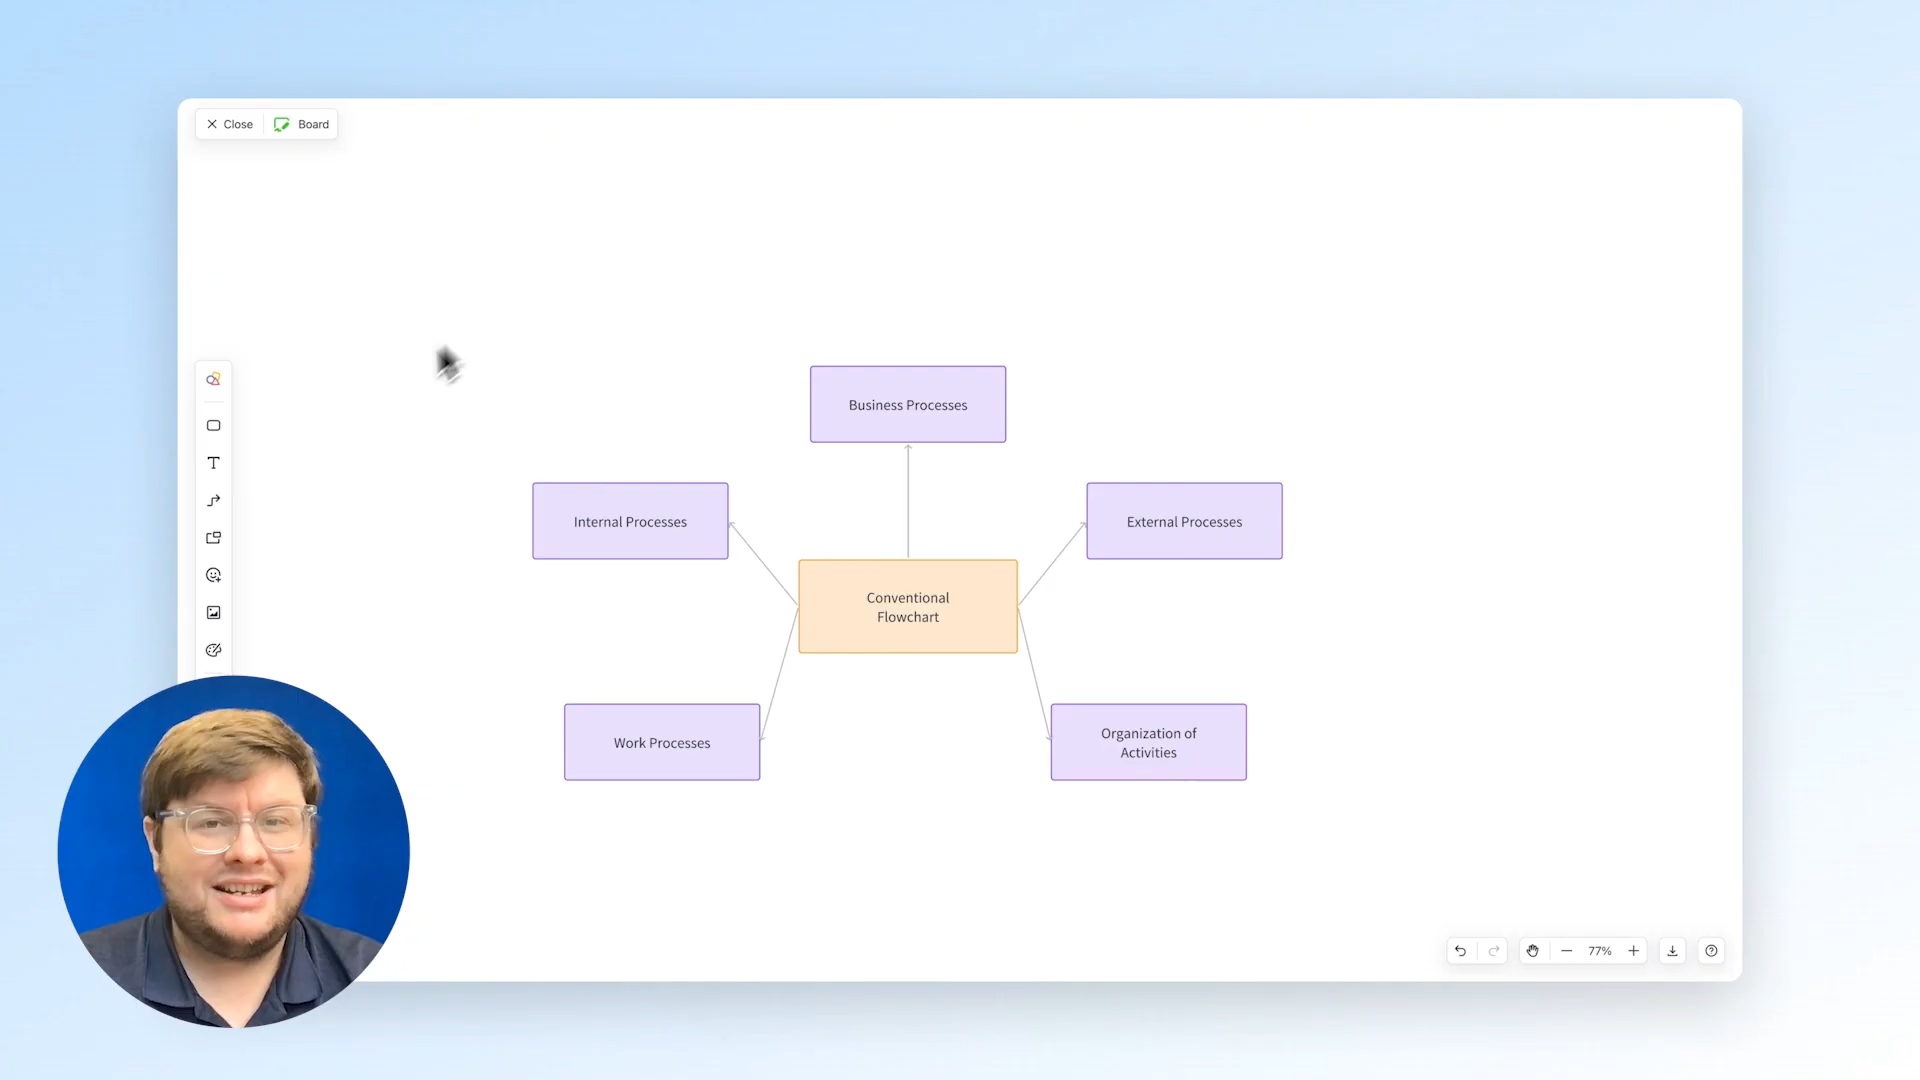 Close
Board
Business Processes
Internal Processes
External Processes
Conventional
Flowchart
Work Processes
Organization of
Activities
77%